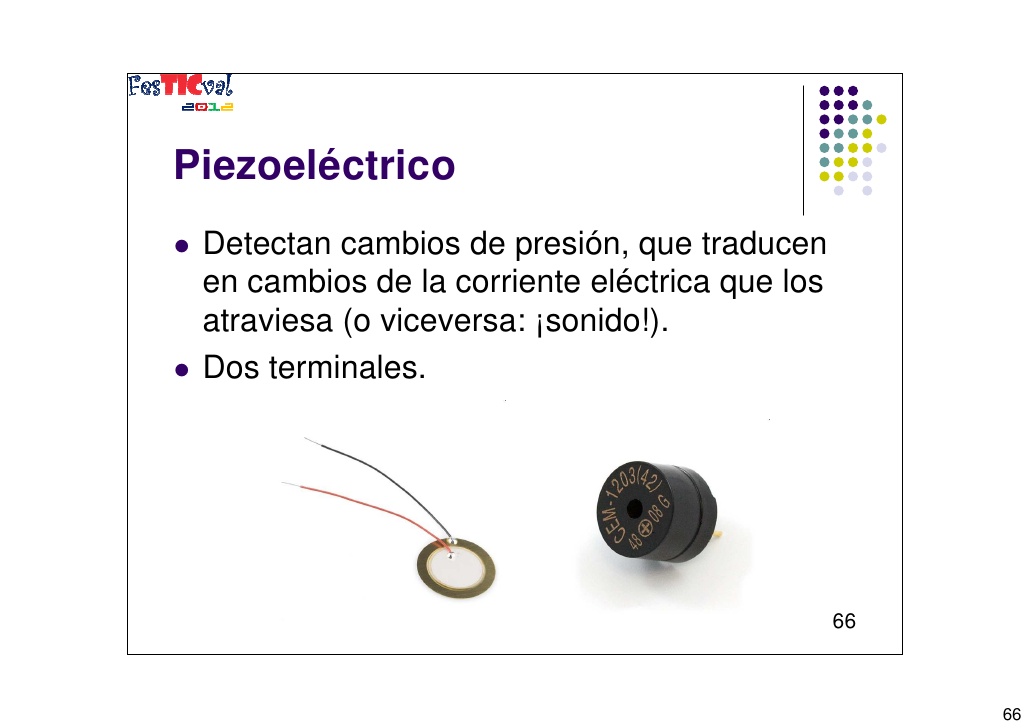 FesTICval
2012
Piezoeléctrico
● Detectan cambios de presión, que traducen
en cambios de la corriente eléctrica que los
atraviesa (o viceversa: ¡sonido!).
● Dos terminales.
CEM-1203(42)
48 08 G
66
66